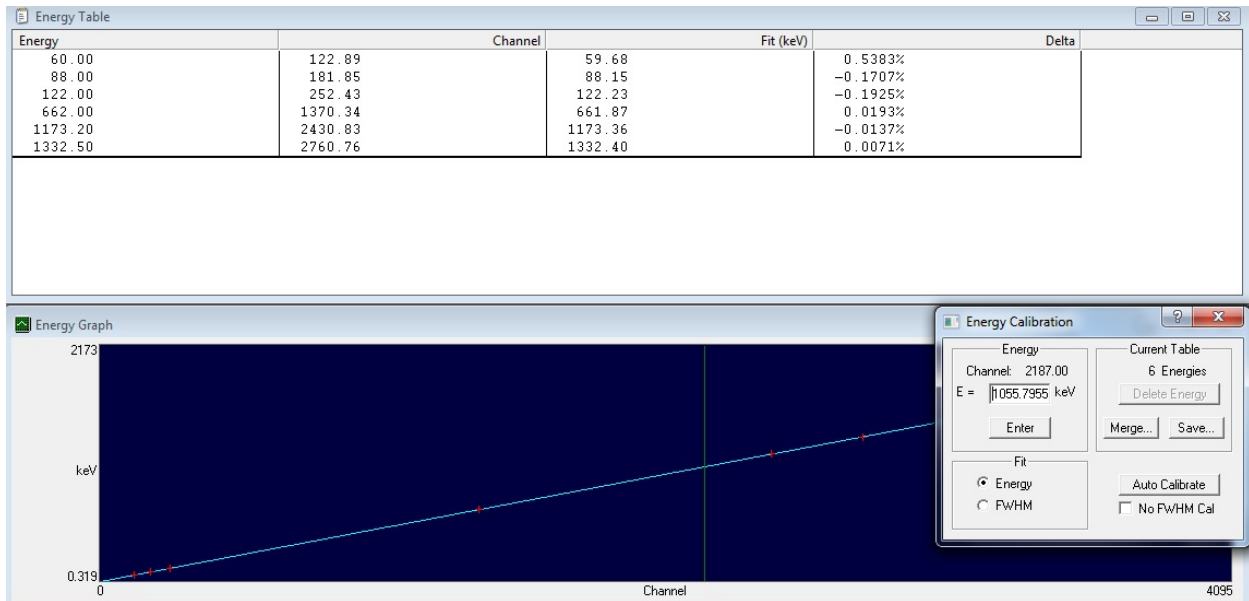 Energy Table
Energy Channel Fit (keV) Delta
60.00 122.89 59.68 0.5383%
88.00 181.85 88.15 −0.1707%
122.00 252.43 122.23 −0.1925%
662.00 1370.34 661.87 0.0193%
1173.20 2430.83 1173.36 −0.0137%
1332.50 2760.76 1332.40 0.0071%
Energy Graph
2173
keV
0.319
0 Channel 4095
Energy Calibration ? X
Energy
Channel: 2187.00
E = 1055.7955 keV
Enter
Current Table
6 Energies
Delete Energy
Merge... Save...
Fit
Energy
FWHM
Auto Calibrate
No FWHM Cal